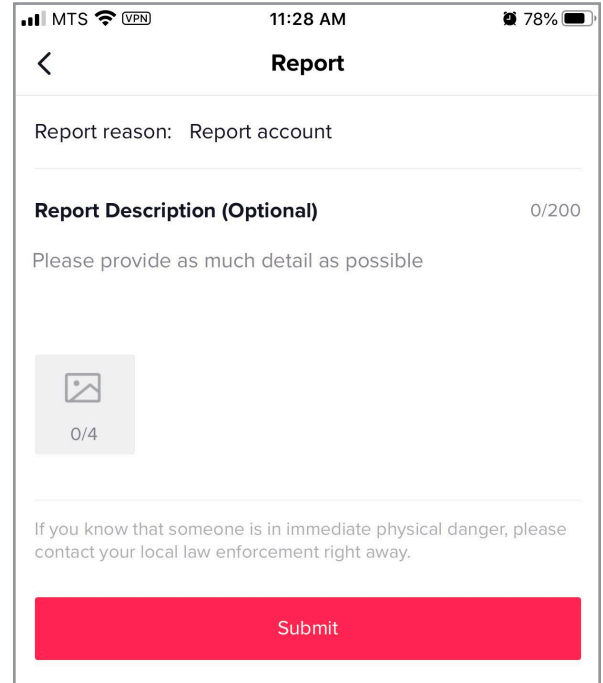 MTS VPN 11:28 AM 78%
Report
Report reason: Report account
Report Description (Optional) 0/200
Please provide as much detail as possible
0/4
If you know that someone is in immediate physical danger, please
contact your local law enforcement right away.
Submit